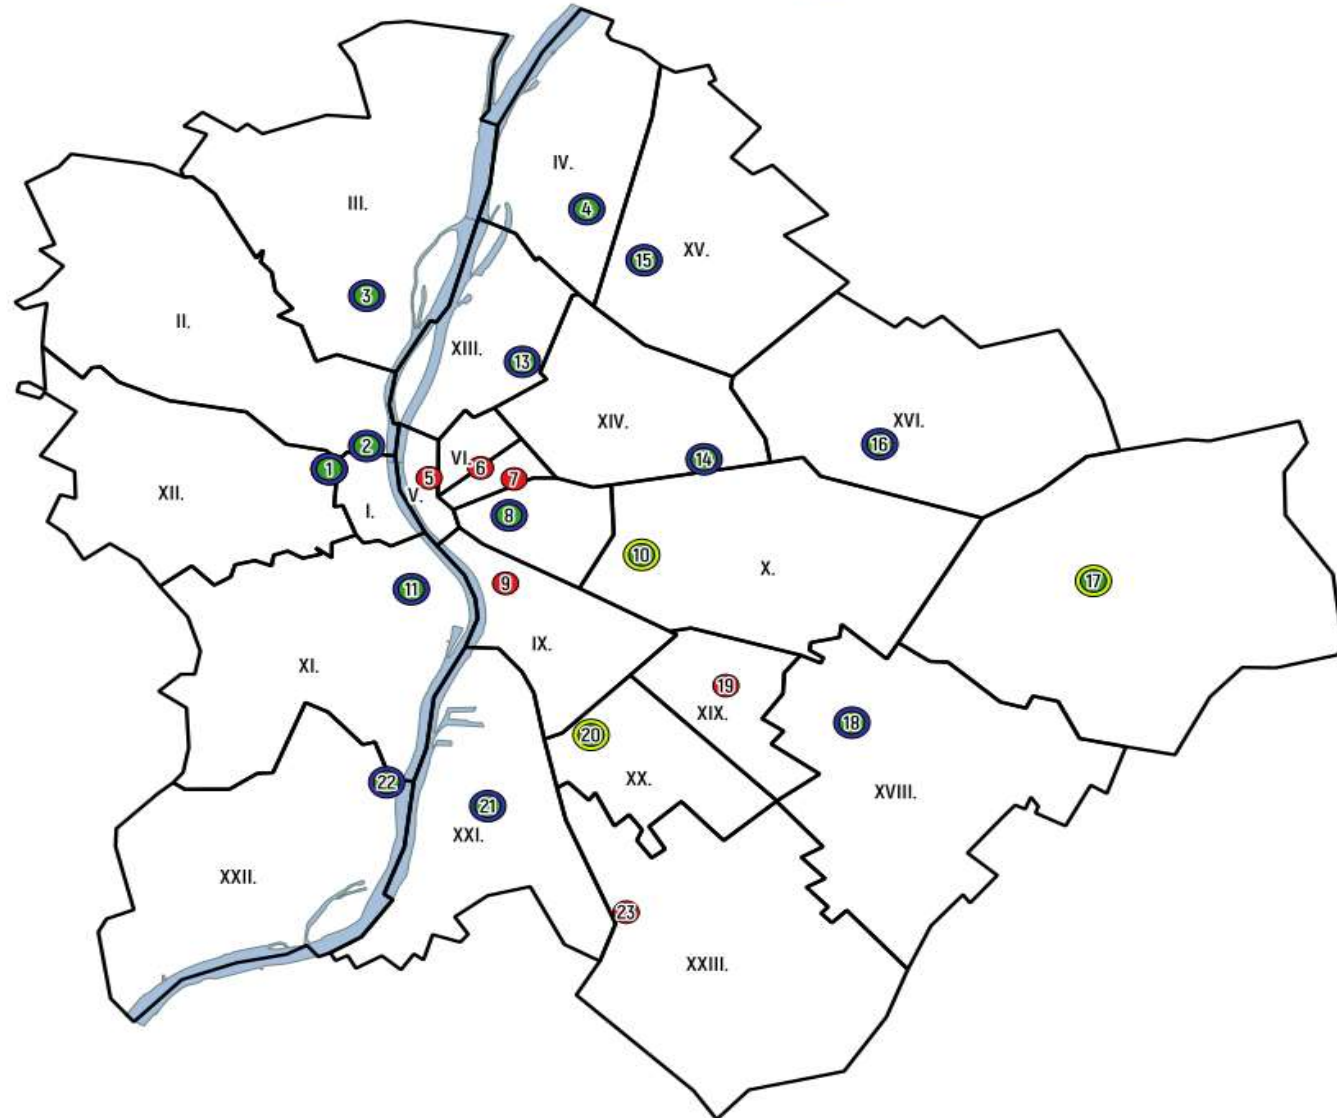 IV.
III.
4
XV.
15
3
II.
XIII.
13
XIV.
XVI.
2
16
VI.
14
1
6
5
7
XII.
V.
I.
8
10
X.
17
9
11
IX.
XI.
19
XIX.
18
20
XX.
22
XVIII.
21
XXI.
XXII.
23
XXIII.